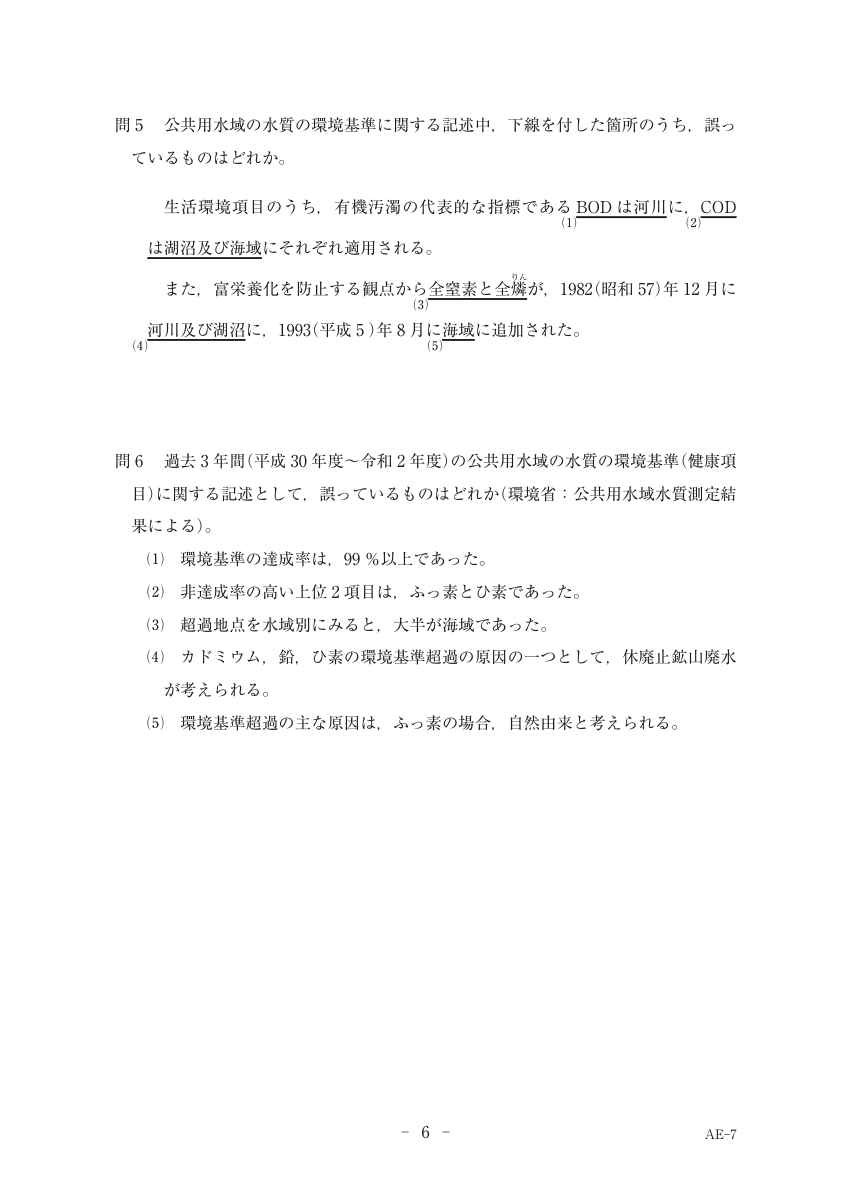 問5　公共用水域の水質の環境基準に関する記述中，下線を付した箇所のうち，誤っ
ているものはどれか。
生活環境項目のうち，有機汚濁の代表的な指標である BOD は河川に，COD
(1)　(2)
は湖沼及び海域にそれぞれ適用される。
りん
また，富栄養化を防止する観点から全窒素と全燐が，1982(昭和 57)年 12 月に
(3)
河川及び湖沼に，1993(平成 5 )年 8 月に海域に追加された。
(4)　(5)
問6　過去 3 年間(平成 30 年度～令和 2 年度)の公共用水域の水質の環境基準(健康項
目)に関する記述として，誤っているものはどれか(環境省：公共用水域水質測定結
果による)。
(1)　環境基準の達成率は，99 %以上であった。
(2)　非達成率の高い上位 2 項目は，ふっ素とひ素であった。
(3)　超過地点を水域別にみると，大半が海域であった。
(4)　カドミウム，鉛，ひ素の環境基準超過の原因の一つとして，休廃止鉱山廃水
が考えられる。
(5)　環境基準超過の主な原因は，ふっ素の場合，自然由来と考えられる。
- 6 -
AE-7